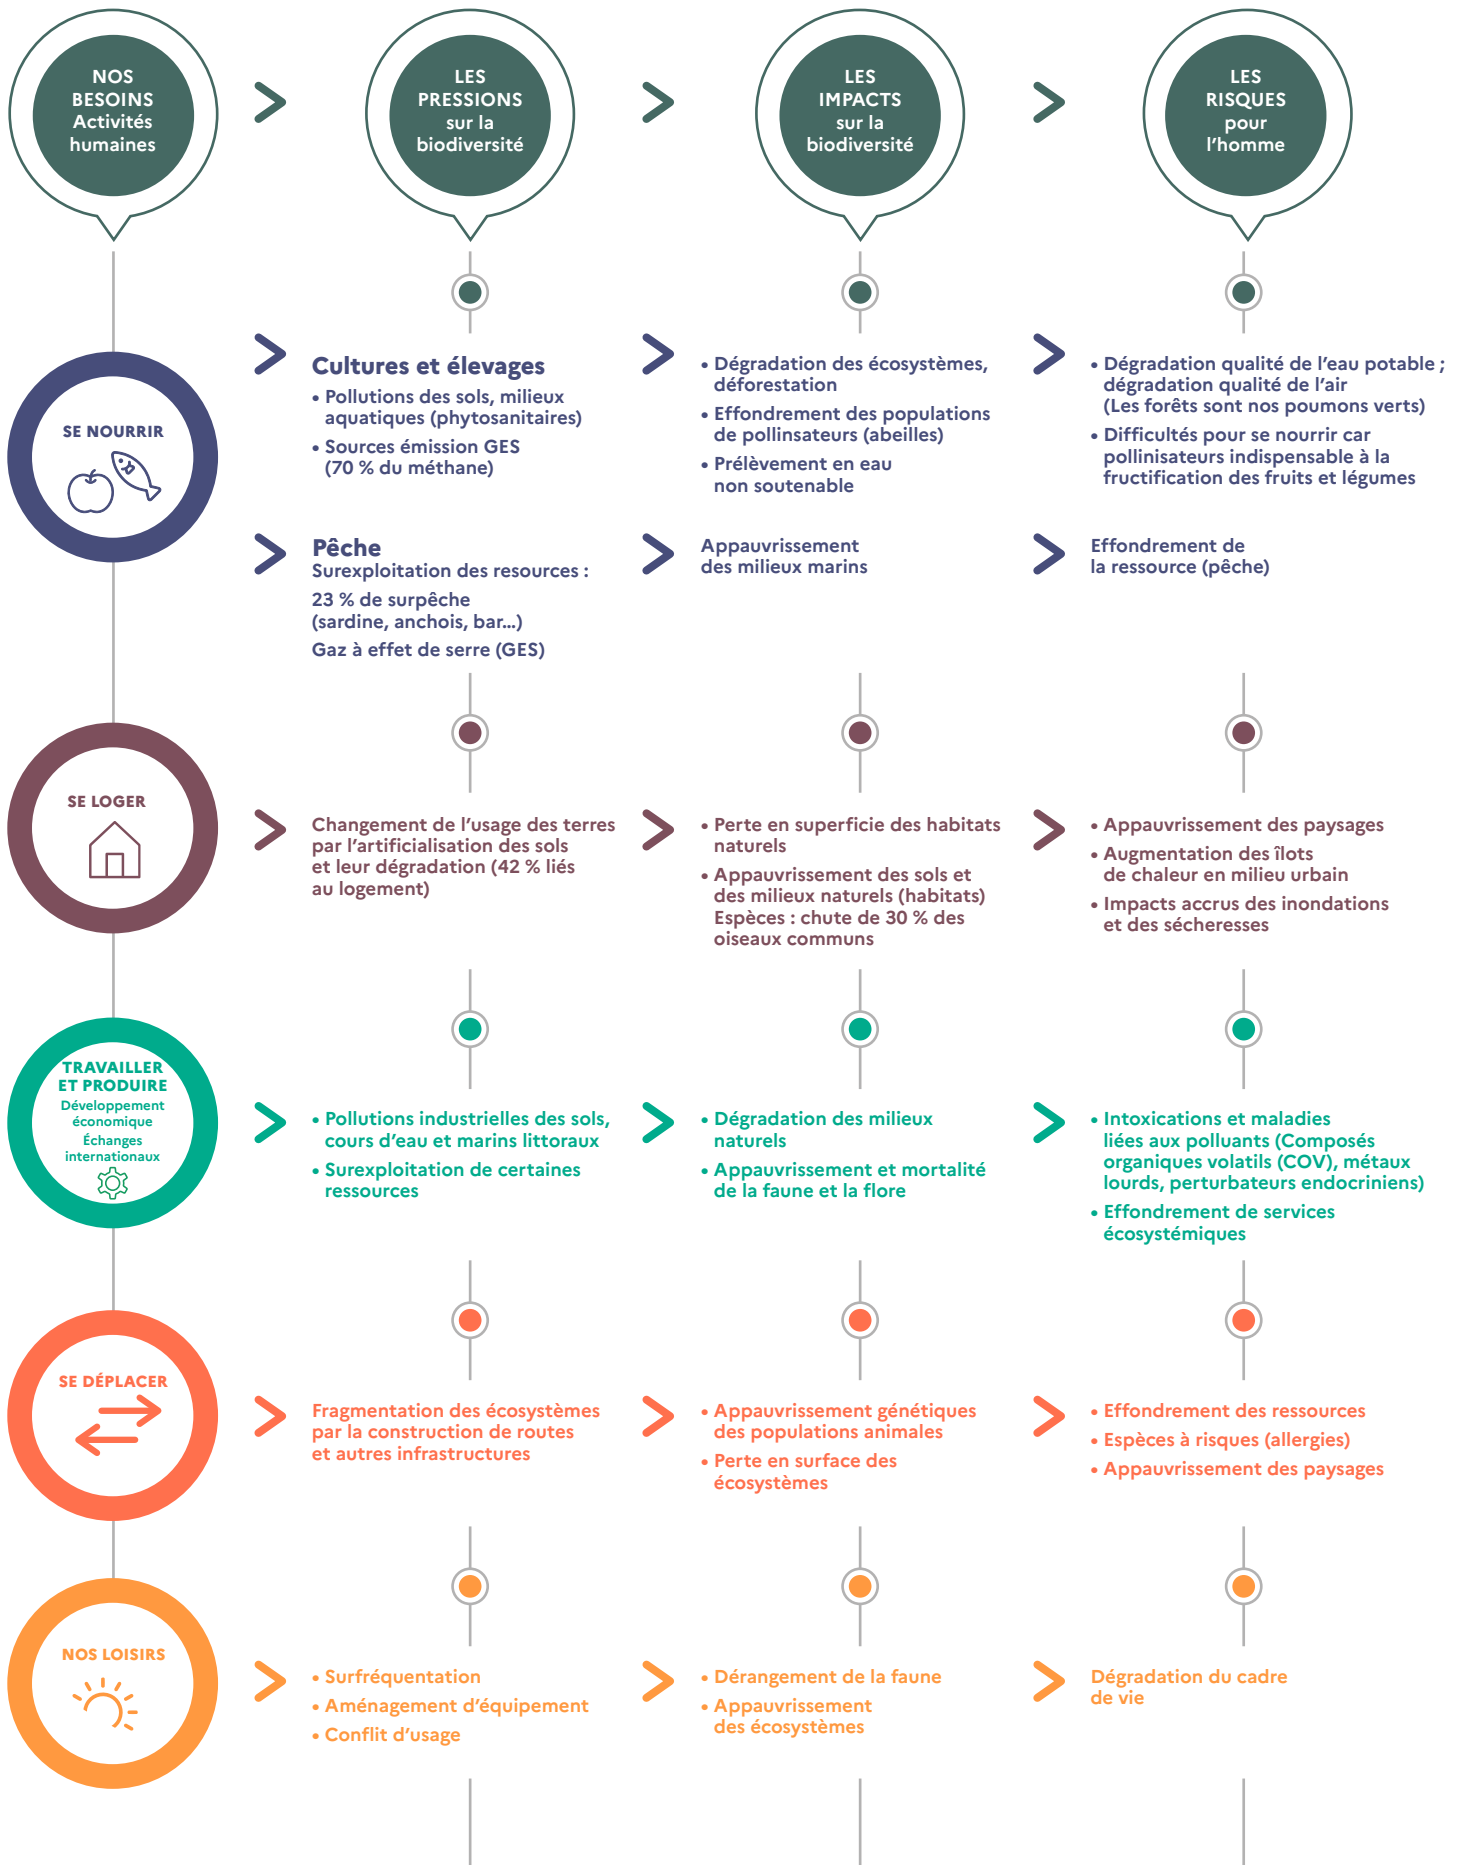 NOS
BESOINS
Activités
humaines
LES
PRESSIONS
sur la
biodiversité
LES
IMPACTS
sur la
biodiversité
LES
RISQUES
pour
l’homme
SE NOURRIR
Cultures et élevages
• Pollutions des sols, milieux
aquatiques (phytosanitaires)
• Sources émission GES
(70 % du méthane)
• Dégradation des écosystèmes,
déforestation
• Effondrement des populations
de pollinsateurs (abeilles)
• Prélèvement en eau
non soutenable
• Dégradation qualité de l’eau potable ;
dégradation qualité de l’air
(Les forêts sont nos poumons verts)
• Difficultés pour se nourrir car
pollinisateurs indispensable à la
fructification des fruits et légumes
Pêche
Surexploitation des resources :
23 % de surpêche
(sardine, anchois, bar…)
Gaz à effet de serre (GES)
Appauvrissement
des milieux marins
Effondrement de
la ressource (pêche)
SE LOGER
Changement de l’usage des terres
par l’artificialisation des sols
et leur dégradation (42 % liés
au logement)
• Perte en superficie des habitats
naturels
• Appauvrissement des sols et
des milieux naturels (habitats)
Espèces : chute de 30 % des
oiseaux communs
• Appauvrissement des paysages
• Augmentation des îlots
de chaleur en milieu urbain
• Impacts accrus des inondations
et des sécheresses
TRAVAILLER
ET PRODUIRE
Développement
économique
Échanges
internationaux
• Pollutions industrielles des sols,
cours d’eau et marins littoraux
• Surexploitation de certaines
ressources
• Dégradation des milieux
naturels
• Appauvrissement et mortalité
de la faune et la flore
• Intoxications et maladies
liées aux polluants (Composés
organiques volatils (COV), métaux
lourds, perturbateurs endocriniens)
• Effondrement de services
écosystémiques
SE DÉPLACER
Fragmentation des écosystèmes
par la construction de routes
et autres infrastructures
• Appauvrissement génétiques
des populations animales
• Perte en surface des
écosystèmes
• Effondrement des ressources
• Espèces à risques (allergies)
• Appauvrissement des paysages
NOS LOISIRS
• Surfréquentation
• Aménagement d’équipement
• Conflit d’usage
• Dérangement de la faune
• Appauvrissement
des écosystèmes
Dégradation du cadre
de vie